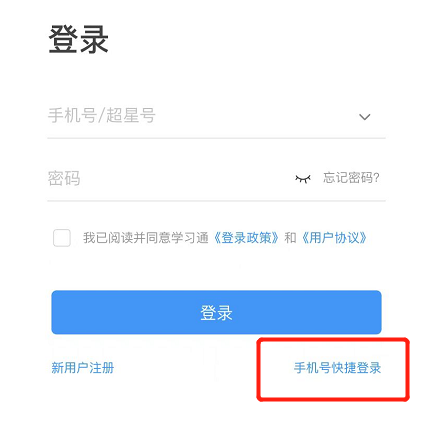 登录
手机号/超星号
密码 忘记密码?
我已阅读并同意学习通《登录政策》和《用户协议》
登录
新用户注册 手机号快捷登录